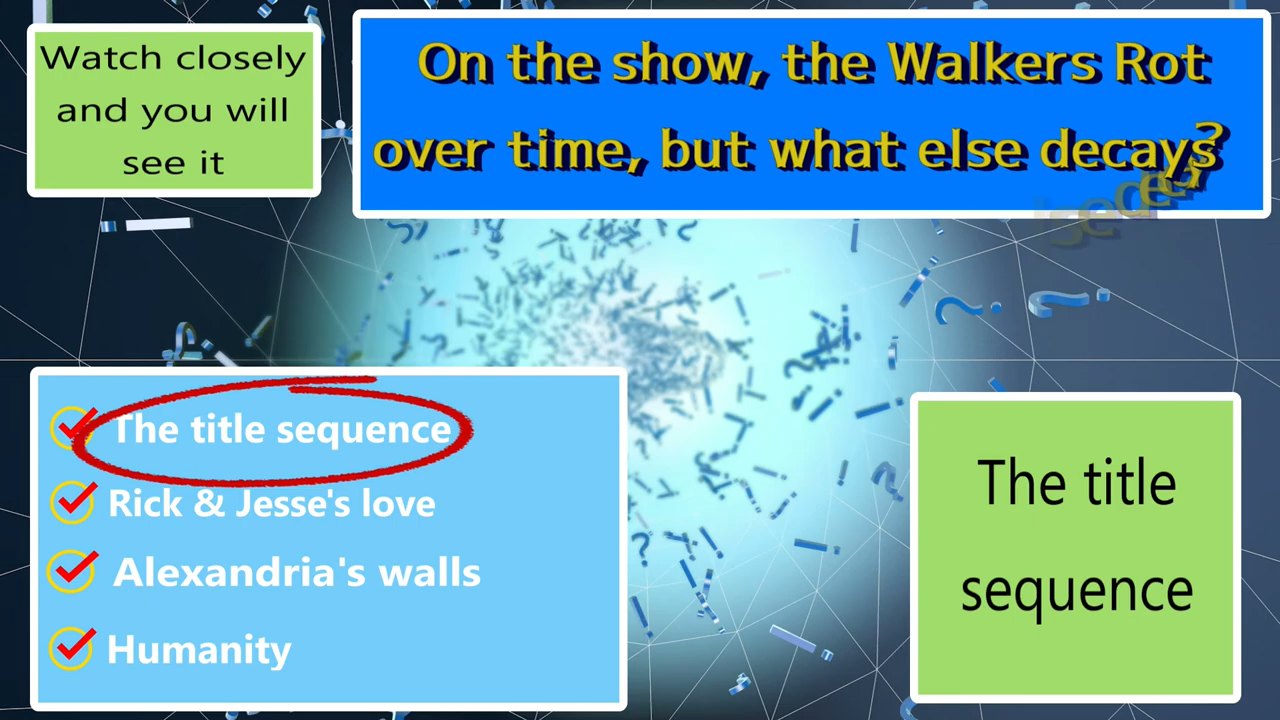 Watch closely
and you will
see it
On the show, the Walkers Rot
over time, but what else decays?
The title sequence
Rick & Jesse's love
Alexandria's walls
Humanity
The title
sequence